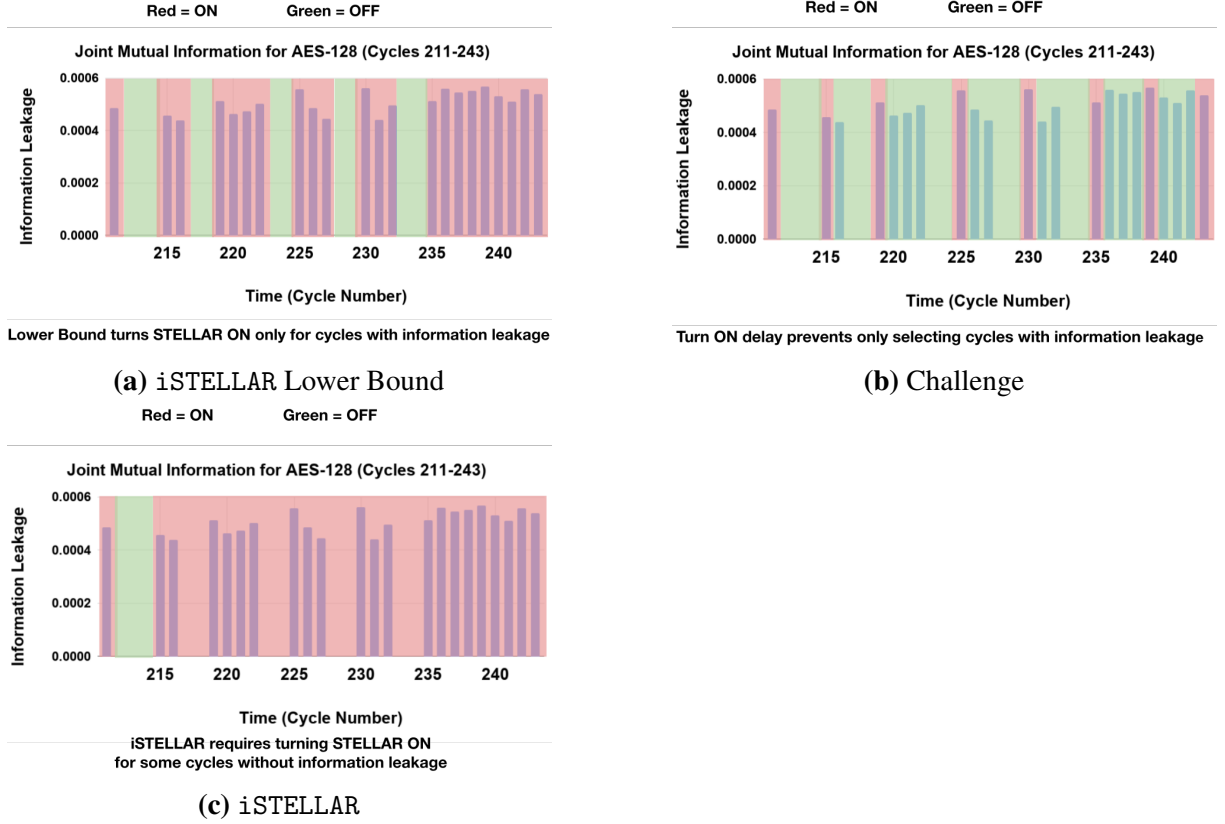 Red = ON Green = OFF
Joint Mutual Information for AES-128 (Cycles 211-243)
Information Leakage
0.0006
0.0004
0.0002
0.0000
215 220 225 230 235 240
Time (Cycle Number)
Lower Bound turns STELLAR ON only for cycles with information leakage
(a) iSTELLAR Lower Bound
Red = ON Green = OFF
Joint Mutual Information for AES-128 (Cycles 211-243)
Information Leakage
0.0006
0.0004
0.0002
0.0000
215 220 225 230 235 240
Time (Cycle Number)
Turn ON delay prevents only selecting cycles with information leakage
(b) Challenge
Red = ON Green = OFF
Joint Mutual Information for AES-128 (Cycles 211-243)
Information Leakage
0.0006
0.0004
0.0002
0.0000
215 220 225 230 235 240
Time (Cycle Number)
iSTELLAR requires turning STELLAR ON
for some cycles without information leakage
(c) iSTELLAR